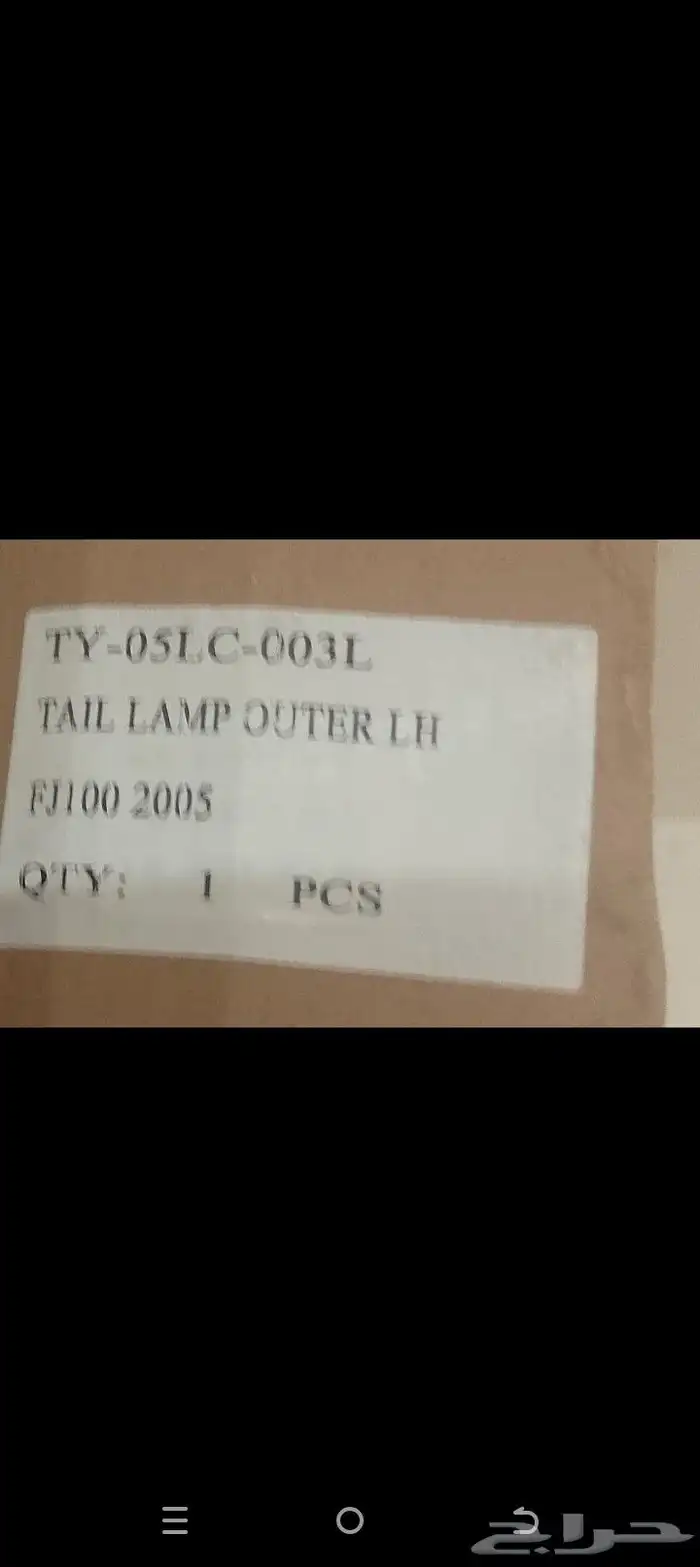 TY-05LC-003L
TAIL LAMP OUTER LH
FJ100 2005
QTY: 1 PCS
حراج